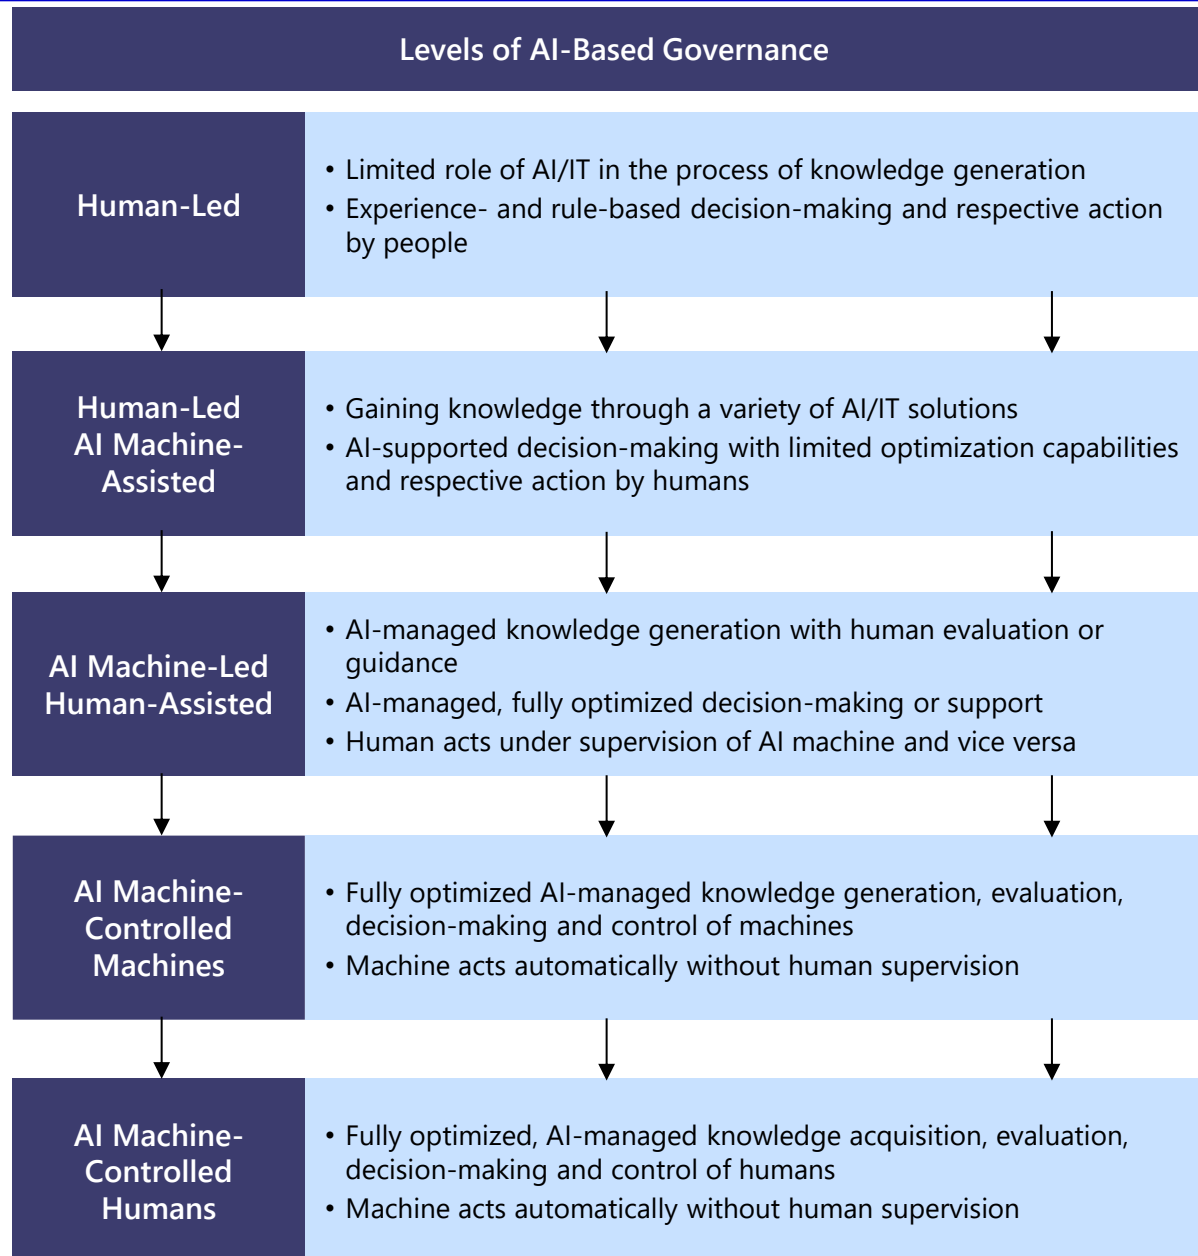 Levels of AI-Based Governance
Human-Led
• Limited role of AI/IT in the process of knowledge generation
• Experience- and rule-based decision-making and respective action
by people
Human-Led
AI Machine-
Assisted
• Gaining knowledge through a variety of AI/IT solutions
• AI-supported decision-making with limited optimization capabilities
and respective action by humans
AI Machine-Led
Human-Assisted
• AI-managed knowledge generation with human evaluation or
guidance
• AI-managed, fully optimized decision-making or support
• Human acts under supervision of AI machine and vice versa
AI Machine-
Controlled
Machines
• Fully optimized AI-managed knowledge generation, evaluation,
decision-making and control of machines
• Machine acts automatically without human supervision
AI Machine-
Controlled
Humans
• Fully optimized, AI-managed knowledge acquisition, evaluation,
decision-making and control of humans
• Machine acts automatically without human supervision